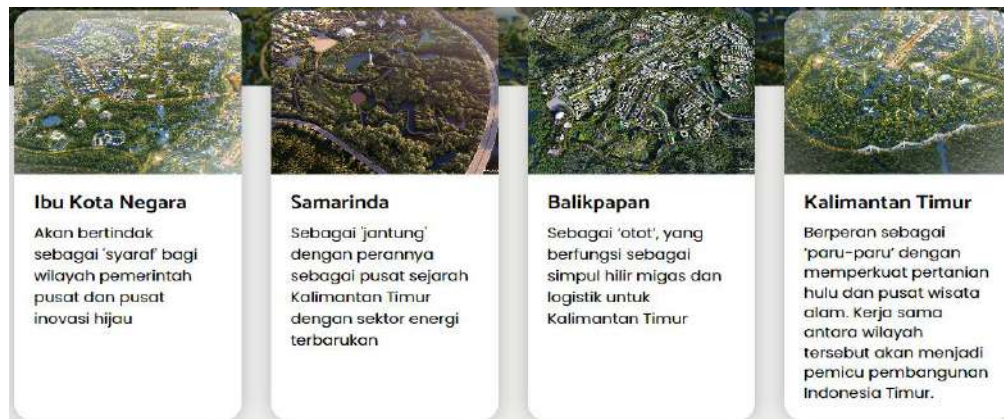 Ibu Kota Negara
Akan bertindak
sebagai 'syaraf' bagi
wilayah pemerintah
pusat dan pusat
inovasi hijau
Samarinda
Sebagai 'jantung'
dengan perannya
sebagai pusat sejarah
Kalimantan Timur
dengan sektor energi
terbarukan
Balikpapan
Sebagai 'otot', yang
berfungsi sebagai
simpul hilir migas dan
logistik untuk
Kalimantan Timur
Kalimantan Timur
Berperan sebagai
'paru-paru' dengan
memperkuat pertanian
hulu dan pusat wisata
alam. Kerja sama
antara wilayah
tersebut akan menjadi
pemicu pembangunan
Indonesia Timur.